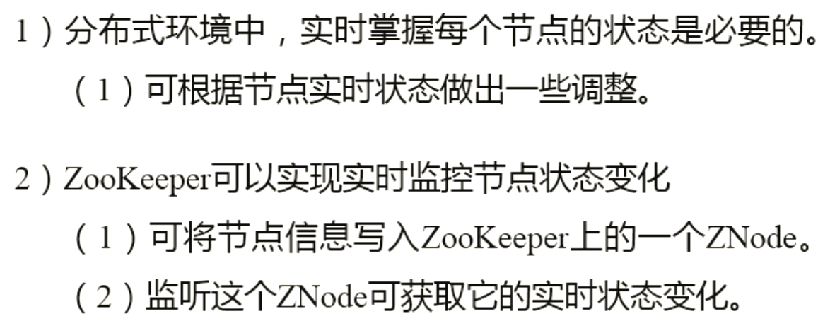 1）分布式环境中，实时掌握每个节点的状态是必要的。
（1）可根据节点实时状态做出一些调整。
2）ZooKeeper可以实现实时监控节点状态变化
（1）可将节点信息写入ZooKeeper上的一个ZNode。
（2）监听这个ZNode可获取它的实时状态变化。